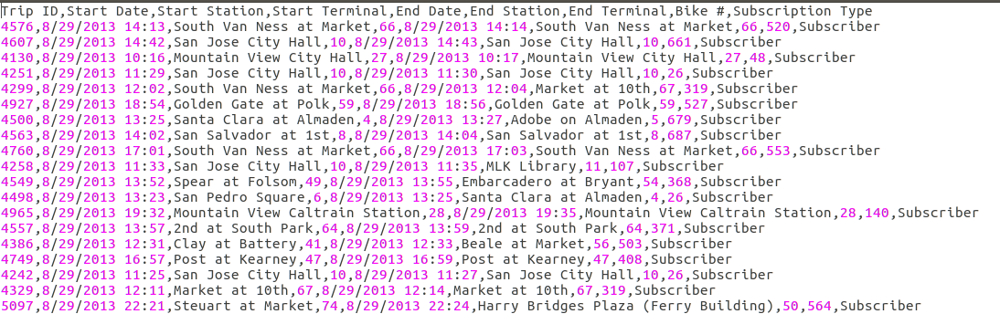 Trip ID,Start Date,Start Station,Start Terminal,End Date,End Station,End Terminal,Bike #,Subscription Type
4576,8/29/2013 14:13,South Van Ness at Market,66,8/29/2013 14:14,South Van Ness at Market,66,520,Subscriber
4607,8/29/2013 14:42,San Jose City Hall,10,8/29/2013 14:43,San Jose City Hall,10,661,Subscriber
4130,8/29/2013 10:16,Mountain View City Hall,27,8/29/2013 10:17,Mountain View City Hall,27,48,Subscriber
4251,8/29/2013 11:29,San Jose City Hall,10,8/29/2013 11:30,San Jose City Hall,10,26,Subscriber
4299,8/29/2013 12:02,South Van Ness at Market,66,8/29/2013 12:04,Market at 10th,67,319,Subscriber
4927,8/29/2013 18:54,Golden Gate at Polk,59,8/29/2013 18:56,Golden Gate at Polk,59,527,Subscriber
4500,8/29/2013 13:25,Santa Clara at Almaden,4,8/29/2013 13:27,Adobe on Almaden,5,679,Subscriber
4563,8/29/2013 14:02,San Salvador at 1st,8,8/29/2013 14:04,San Salvador at 1st,8,687,Subscriber
4760,8/29/2013 17:01,South Van Ness at Market,66,8/29/2013 17:03,South Van Ness at Market,66,553,Subscriber
4258,8/29/2013 11:33,San Jose City Hall,10,8/29/2013 11:35,MLK Library,11,107,Subscriber
4549,8/29/2013 13:52,Spear at Folsom,49,8/29/2013 13:55,Embarcadero at Bryant,54,368,Subscriber
4498,8/29/2013 13:23,San Pedro Square,6,8/29/2013 13:25,Santa Clara at Almaden,4,26,Subscriber
4965,8/29/2013 19:32,Mountain View Caltrain Station,28,8/29/2013 19:35,Mountain View Caltrain Station,28,140,Subscriber
4557,8/29/2013 13:57,2nd at South Park,64,8/29/2013 13:59,2nd at South Park,64,371,Subscriber
4386,8/29/2013 12:31,Clay at Battery,41,8/29/2013 12:33,Beale at Market,56,503,Subscriber
4749,8/29/2013 16:57,Post at Kearney,47,8/29/2013 16:59,Post at Kearney,47,408,Subscriber
4242,8/29/2013 11:25,San Jose City Hall,10,8/29/2013 11:27,San Jose City Hall,10,26,Subscriber
4329,8/29/2013 12:11,Market at 10th,67,8/29/2013 12:14,Market at 10th,67,319,Subscriber
5097,8/29/2013 22:21,Steuart at Market,74,8/29/2013 22:24,Harry Bridges Plaza (Ferry Building),50,564,Subscriber